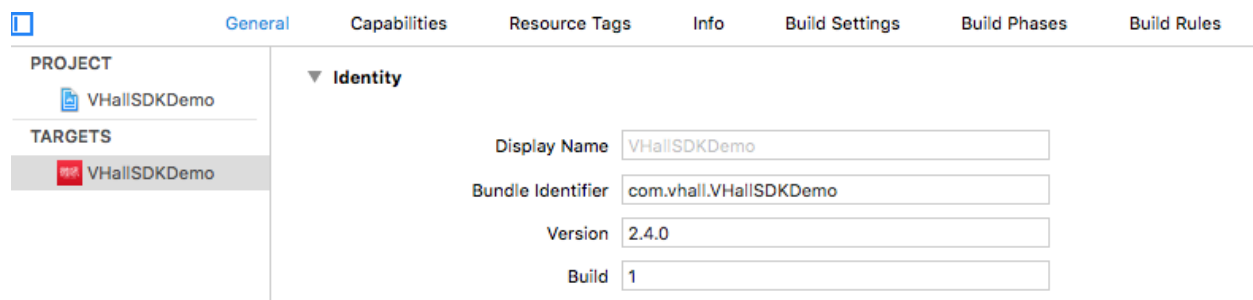 General Capabilities Resource Tags Info Build Settings Build Phases Build Rules
PROJECT
VHallSDKDemo
TARGETS
VHallSDKDemo
Identity
Display Name VHallSDKDemo
Bundle Identifier com.vhall.VHallSDKDemo
Version 2.4.0
Build 1